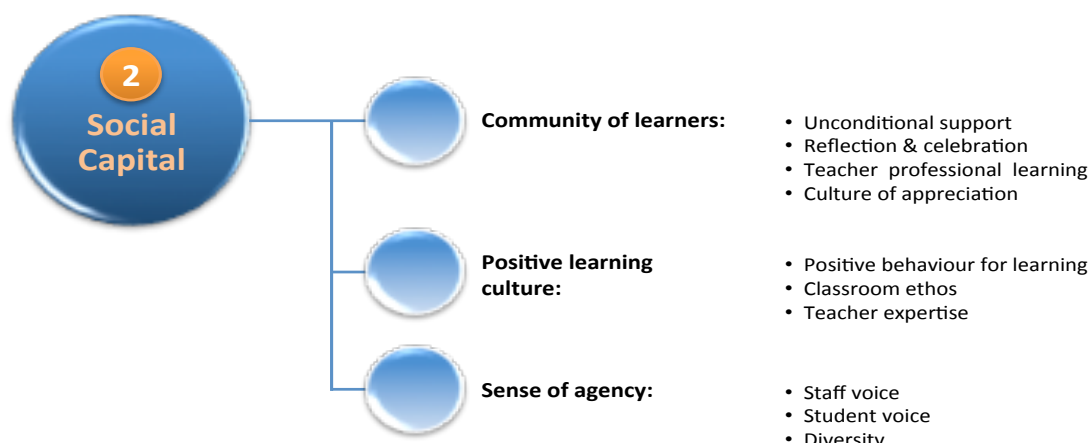 2
Social
Capital
Community of learners:
• Unconditional support
• Reflection & celebration
• Teacher professional learning
• Culture of appreciation
Positive learning
culture:
• Positive behaviour for learning
• Classroom ethos
• Teacher expertise
Sense of agency:
• Staff voice
• Student voice
• Diversity